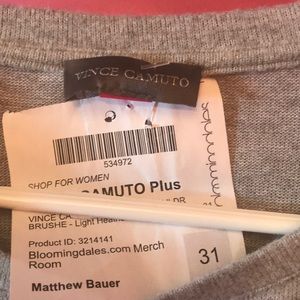 VINCE CAMUTO
bloomingdales
534972
SHOP FOR WOMEN
CAMUTO Plus
VINCE CA
BRUSHE - Light Heathe
Product ID: 3214141
Bloomingdales.com Merch
Room
31
Matthew Bauer